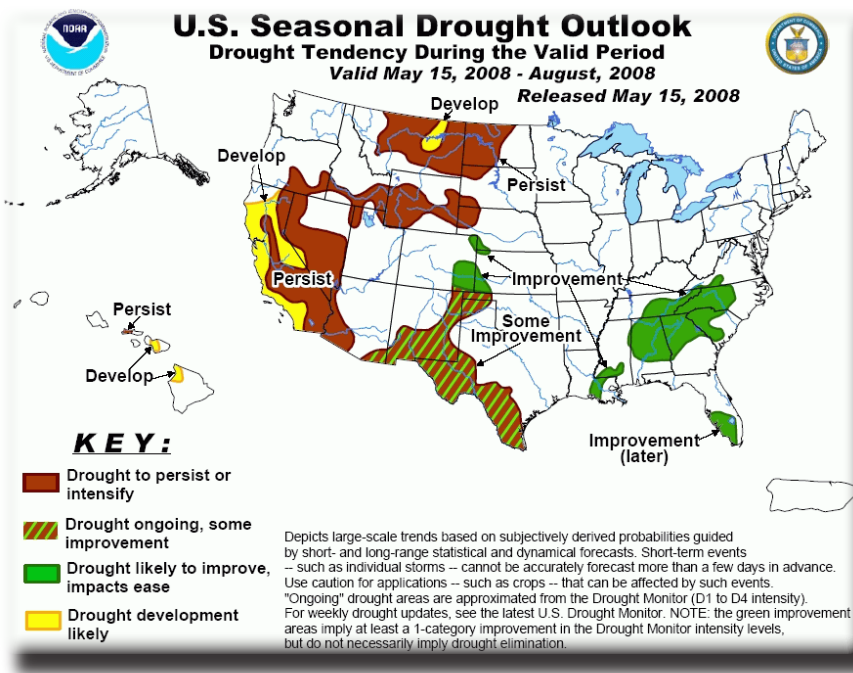 NOAA
U.S. Seasonal Drought Outlook
Drought Tendency During the Valid Period
Valid May 15, 2008 - August, 2008
Released May 15, 2008
Develop
Develop
Persist
Persist
Improvement
Some
Improvement
Persist
Develop
Improvement
(later)
KEY:
Drought to persist or
intensify
Drought ongoing, some
improvement
Drought likely to improve,
impacts ease
Drought development
likely
Depicts large-scale trends based on subjectively derived probabilities guided
by short- and long-range statistical and dynamical forecasts. Short-term events
-- such as individual storms -- cannot be accurately forecast more than a few days in advance.
Use caution for applications -- such as crops -- that can be affected by such events.
"Ongoing" drought areas are approximated from the Drought Monitor (D1 to D4 intensity).
For weekly drought updates, see the latest U.S. Drought Monitor. NOTE: the green improvement
areas imply at least a 1-category improvement in the Drought Monitor intensity levels,
but do not necessarily imply drought elimination.